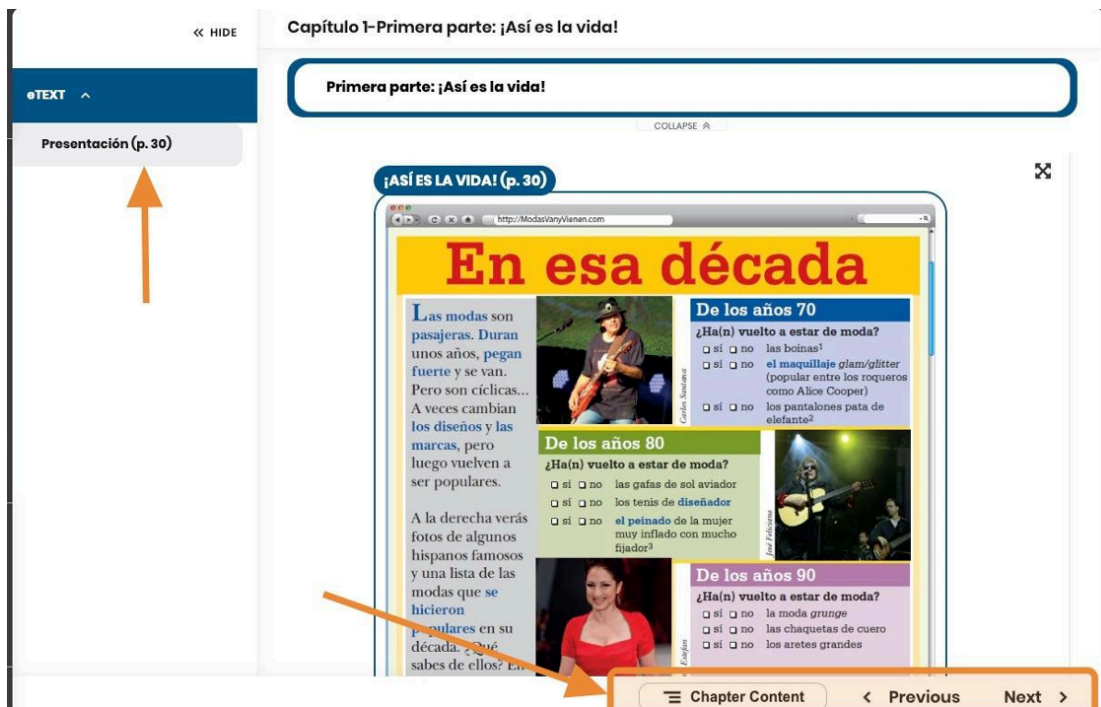 « HIDE
Capítulo 1-Primera parte: ¡Así es la vida!
eTEXT
Presentación (p. 30)
Primera parte: ¡Así es la vida!
COLLAPSE
¡ASÍ ES LA VIDA! (p. 30)
http://ModasVanyVienen.com
En esa década
Las modas son
pasajeras. Duran
unos años, pegan
fuerte y se van.
Pero son cíclicas...
A veces cambian
los diseños y las
marcas, pero
luego vuelven a
ser populares.
A la derecha verás
fotos de algunos
hispanos famosos
y una lista de las
modas que se
hicieron
populares en su
década. ¿Qué
sabes de ellos? En
Carlos Santana
De los años 70
¿Ha(n) vuelto a estar de moda?
sí no las boinas1
sí no el maquillaje glam/glitter
(popular entre los roqueros
como Alice Cooper)
sí no los pantalones pata de
elefante2
De los años 80
¿Ha(n) vuelto a estar de moda?
sí no las gafas de sol aviador
sí no los tenis de diseñador
sí no el peinado de la mujer
muy inflado con mucho
fijador3
José Feliciano
De los años 90
¿Ha(n) vuelto a estar de moda?
sí no la moda grunge
sí no las chaquetas de cuero
sí no los aretes grandes
Estefan
Chapter Content
< Previous
Next >